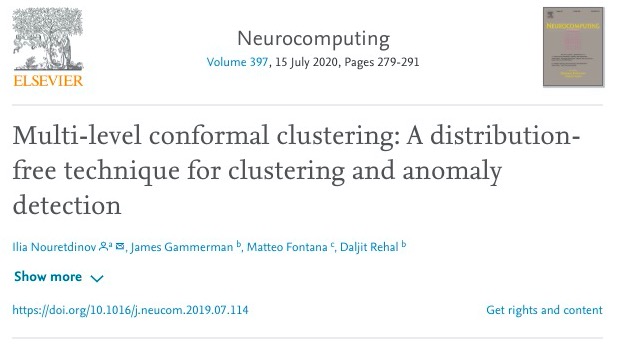 ELSEVIER
Neurocomputing
Volume 397, 15 July 2020, Pages 279-291
NEUROCOMPUTING
Multi-level conformal clustering: A distribution-
free technique for clustering and anomaly
detection
Ilia Nouretdinov a, James Gammerman b, Matteo Fontana c, Daljit Rehal b
Show more
https://doi.org/10.1016/j.neucom.2019.07.114
Get rights and content